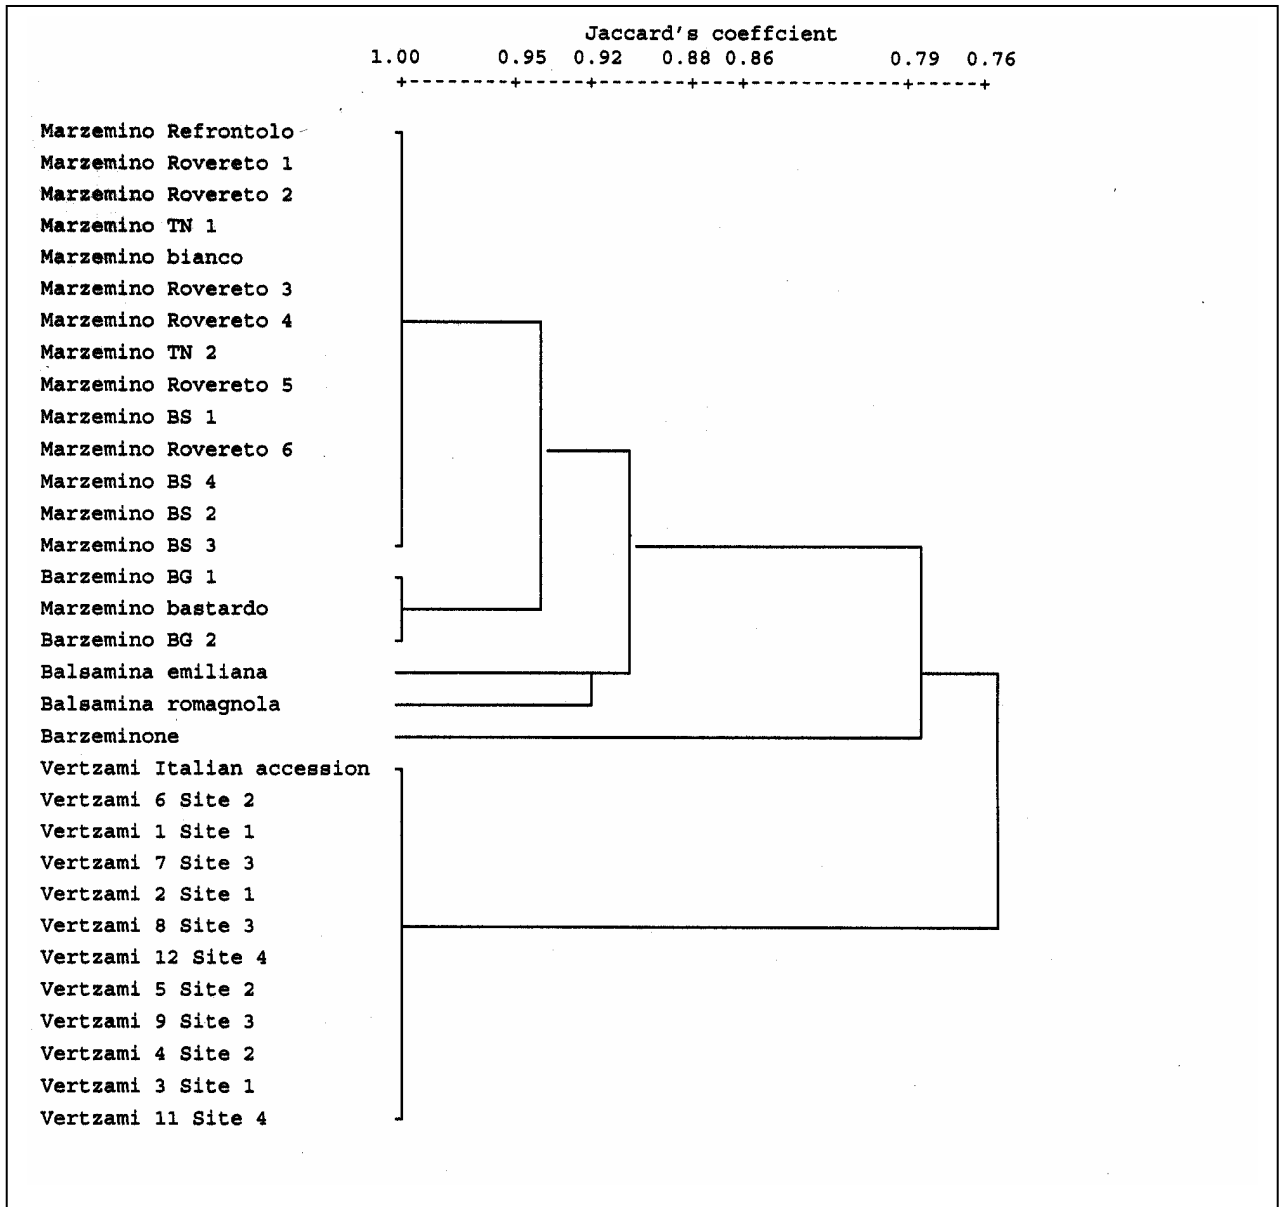 Jaccard's coeffcient
1.00 0.95 0.92 0.88 0.86 0.79 0.76
Marzemino Refrontolo
Marzemino Rovereto 1
Marzemino Rovereto 2
Marzemino TN 1
Marzemino bianco
Marzemino Rovereto 3
Marzemino Rovereto 4
Marzemino TN 2
Marzemino Rovereto 5
Marzemino BS 1
Marzemino Rovereto 6
Marzemino BS 4
Marzemino BS 2
Marzemino BS 3
Barzemino BG 1
Marzemino bastardo
Barzemino BG 2
Balsamina emiliana
Balsamina romagnola
Barzeminone
Vertzami Italian accession
Vertzami 6 Site 2
Vertzami 1 Site 1
Vertzami 7 Site 3
Vertzami 2 Site 1
Vertzami 8 Site 3
Vertzami 12 Site 4
Vertzami 5 Site 2
Vertzami 9 Site 3
Vertzami 4 Site 2
Vertzami 3 Site 1
Vertzami 11 Site 4